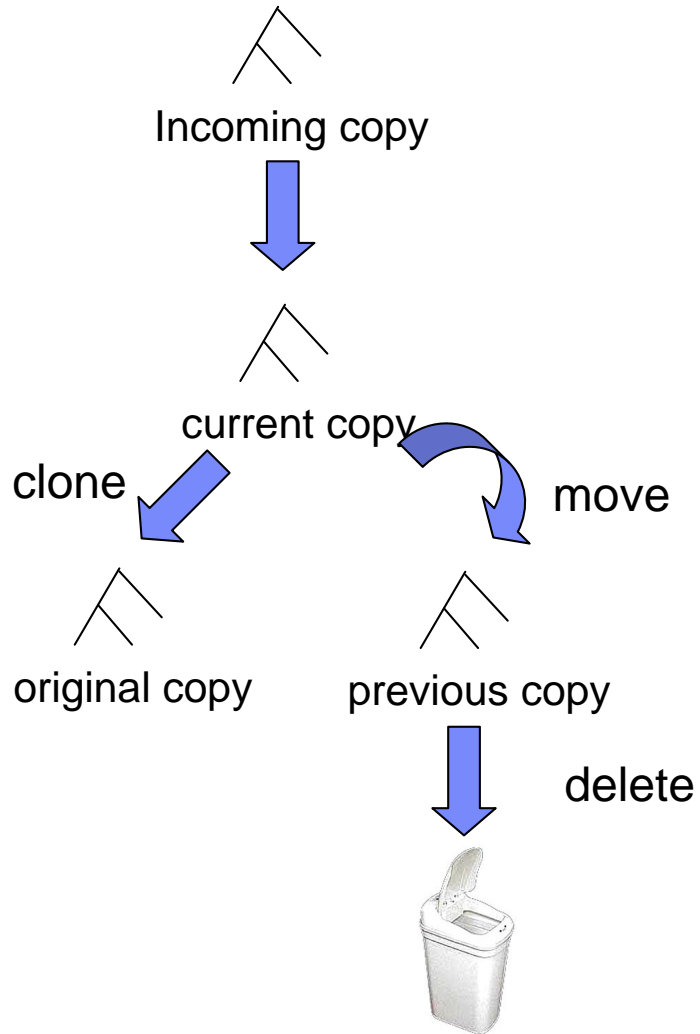 Incoming copy
current copy
clone
move
original copy
previous copy
delete